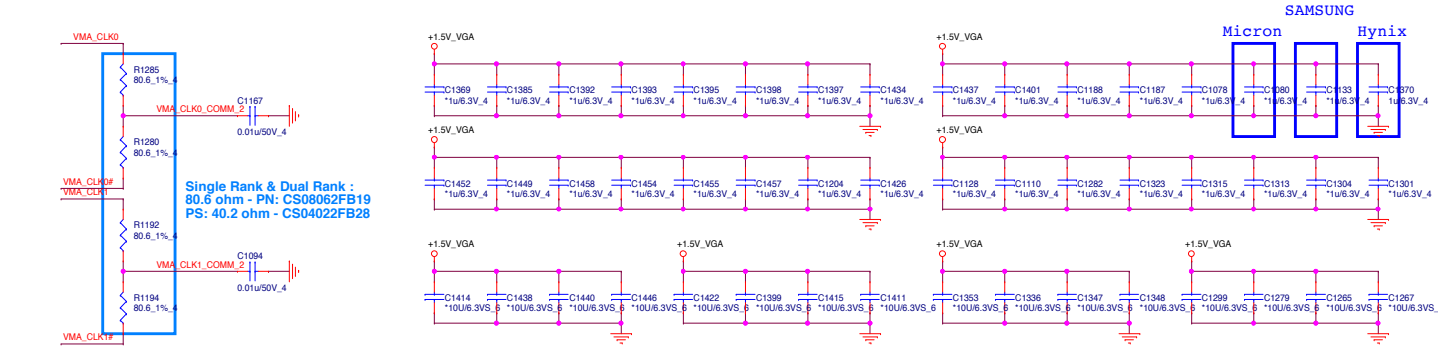 SAMSUNG
Micron
Hynix
VMA_CLK0
R1285
80.6_1%_4
VMA_CLK0_COMM_2
C1167
0.01u/50V_4
R1280
80.6_1%_4
VMA_CLK0#
VMA_CLK1
Single Rank & Dual Rank :
80.6 ohm - PN: CS08062FB19
PS: 40.2 ohm - CS04022FB28
R1192
80.6_1%_4
VMA_CLK1_COMM_2
C1094
0.01u/50V_4
R1194
80.6_1%_4
VMA_CLK1#
+1.5V_VGA
C1369 C1385 C1392 C1393 C1395 C1398 C1397 C1434
*1u/6.3V_4 *1u/6.3V_4 *1u/6.3V_4 *1u/6.3V_4 *1u/6.3V_4 *1u/6.3V_4 *1u/6.3V_4 *1u/6.3V_4
+1.5V_VGA
C1437 C1401 C1188 C1187 C1078 C1080 C1133 C1370
*1u/6.3V_4 *1u/6.3V_4 *1u/6.3V_4 *1u/6.3V_4 *1u/6.3V_4 *1u/6.3V_4 *1u/6.3V_4 1u/6.3V_4
+1.5V_VGA
C1452 C1449 C1458 C1454 C1455 C1457 C1204 C1426
*1u/6.3V_4 *1u/6.3V_4 *1u/6.3V_4 *1u/6.3V_4 *1u/6.3V_4 *1u/6.3V_4 *1u/6.3V_4 *1u/6.3V_4
+1.5V_VGA
C1128 C1110 C1282 C1323 C1315 C1313 C1304 C1301
*1u/6.3V_4 *1u/6.3V_4 *1u/6.3V_4 *1u/6.3V_4 *1u/6.3V_4 *1u/6.3V_4 *1u/6.3V_4 *1u/6.3V_4
+1.5V_VGA
C1414 C1438 C1440 C1446
*10U/6.3VS_6 *10U/6.3VS_6 *10U/6.3VS_6 *10U/6.3VS_6
+1.5V_VGA
C1422 C1399 C1415 C1411
*10U/6.3VS_6 *10U/6.3VS_6 *10U/6.3VS_6 *10U/6.3VS_6
+1.5V_VGA
C1353 C1336 C1347 C1348
*10U/6.3VS_6 *10U/6.3VS_6 *10U/6.3VS_6 *10U/6.3VS_6
+1.5V_VGA
C1299 C1279 C1265 C1267
*10U/6.3VS_6 *10U/6.3VS_6 *10U/6.3VS_6 *10U/6.3VS_